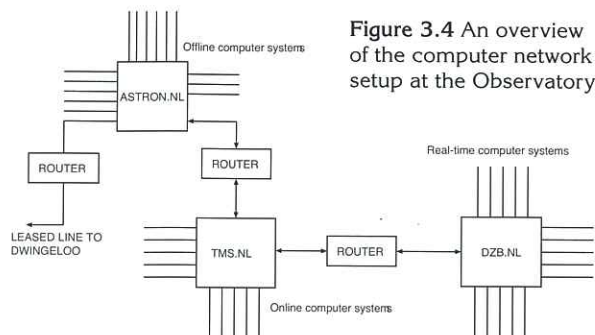 Figure 3.4 An overview
of the computer network
setup at the Observatory
Offline computer systems
ASTRON.NL
ROUTER
ROUTER
Real-time computer systems
LEASED LINE TO
DWINGELOO
TMS.NL
ROUTER
DZB.NL
Online computer systems